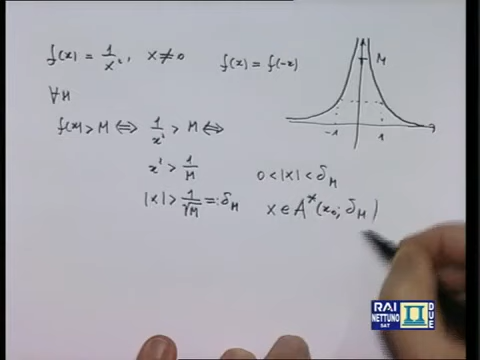 f(x) = 1/x², x ≠ 0
f(x) = f(-x)
M
-1 1
∀M
f(x) > M ⟺ 1/x² > M ⟺
x² > 1/M
0 < |x| < δ_M
|x| > 1/√M =: δ_M
x ∈ A*(x₀; δ_M)
RAI
NETTUNO
SAT
DUE